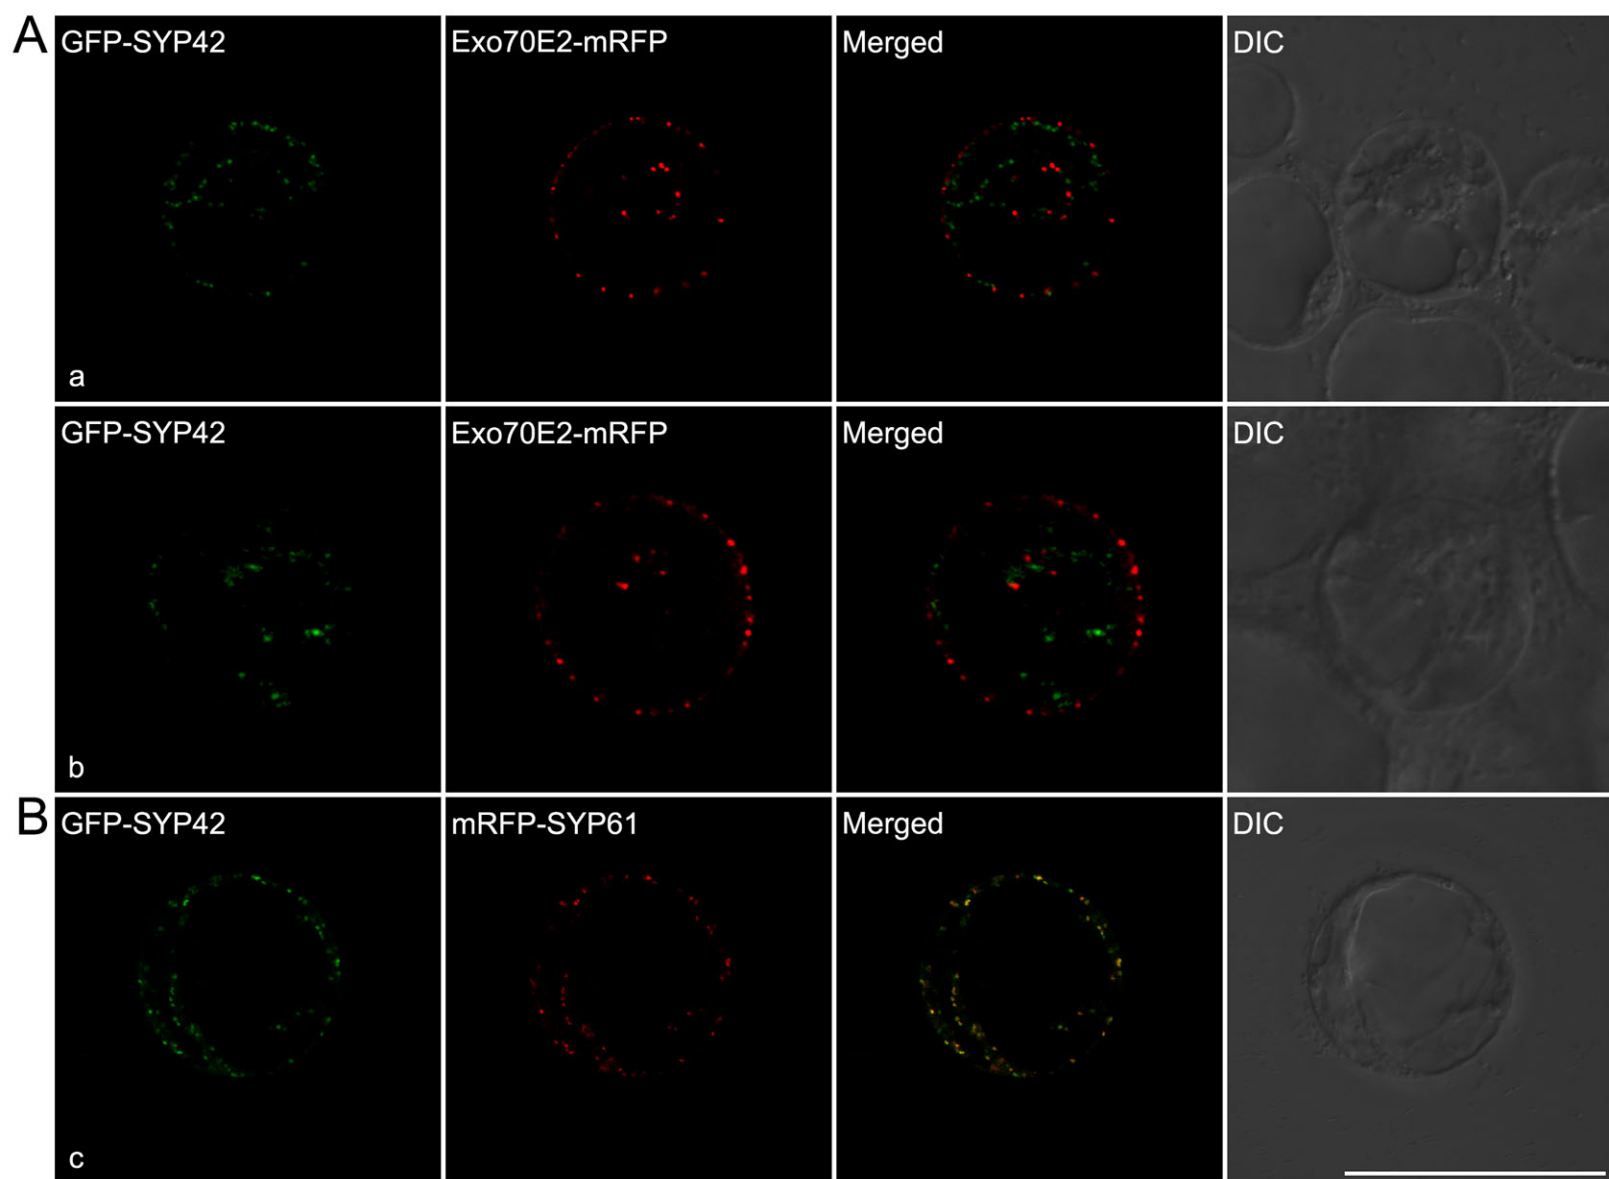 A
GFP-SYP42 Exo70E2-mRFP Merged DIC
a
GFP-SYP42 Exo70E2-mRFP Merged DIC
b
B
GFP-SYP42 mRFP-SYP61 Merged DIC
c